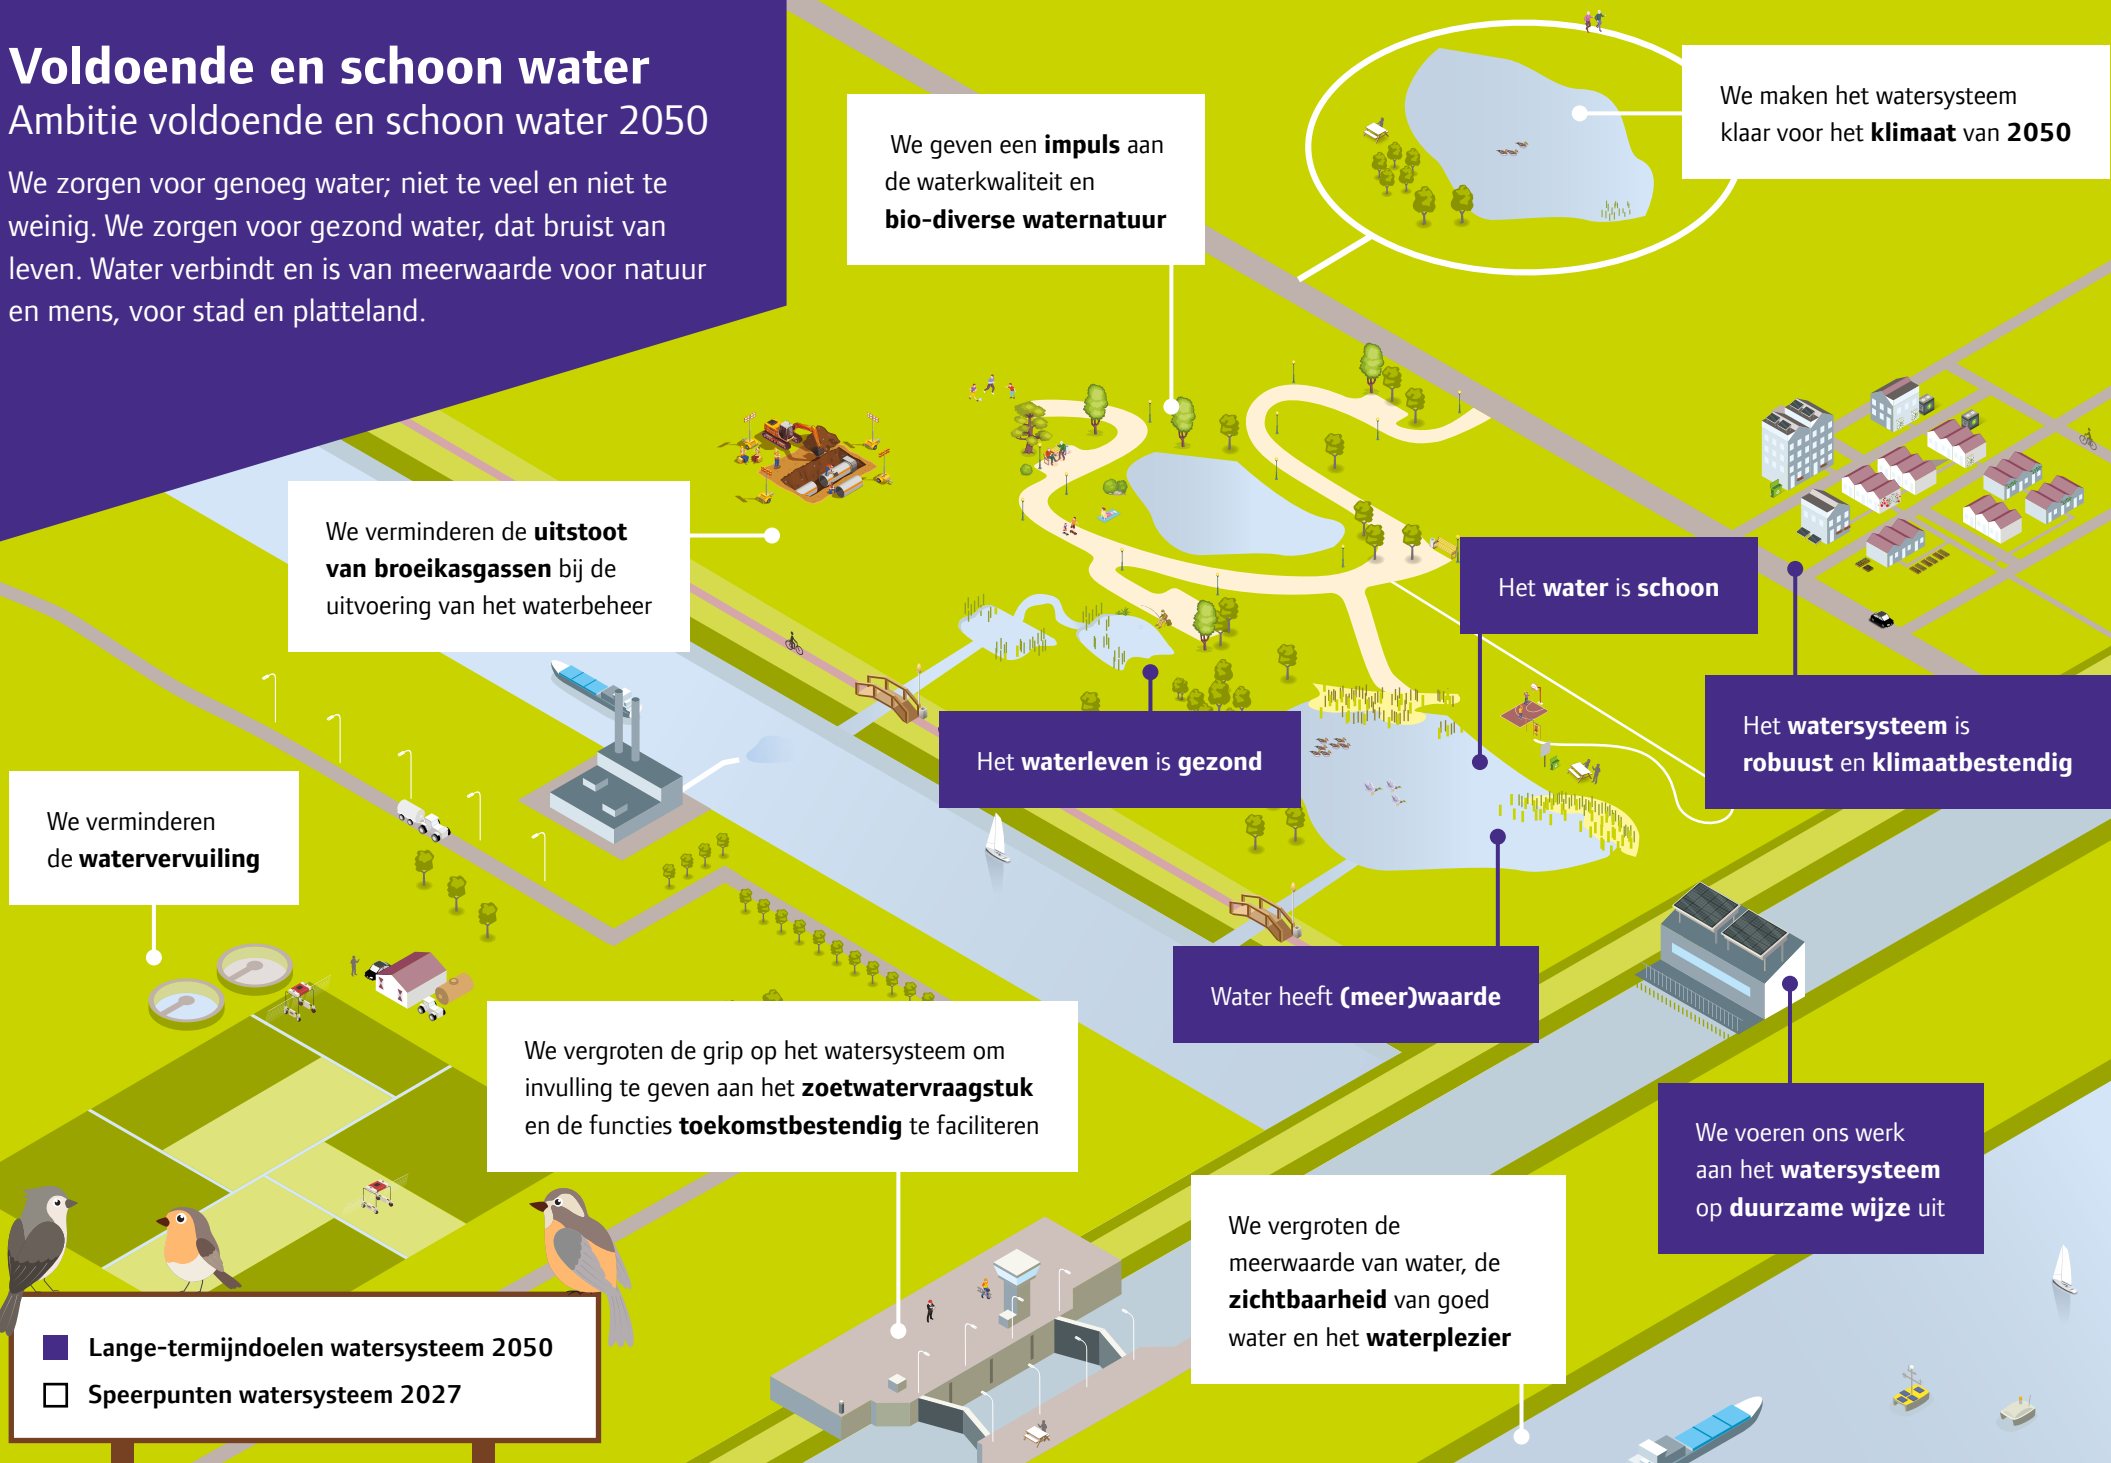 Voldoende en schoon water
Ambitie voldoende en schoon water 2050
We zorgen voor genoeg water; niet te veel en niet te
weinig. We zorgen voor gezond water, dat bruist van
leven. Water verbindt en is van meerwaarde voor natuur
en mens, voor stad en platteland.
We geven een impuls aan
de waterkwaliteit en
bio-diverse waternatuur
We maken het watersysteem
klaar voor het klimaat van 2050
We verminderen de uitstoot
van broeikasgassen bij de
uitvoering van het waterbeheer
Het water is schoon
Het watersysteem is
robuust en klimaatbestendig
Het waterleven is gezond
We verminderen
de watervervuiling
Water heeft (meer)waarde
We vergroten de grip op het watersysteem om
invulling te geven aan het zoetwatervraagstuk
en de functies toekomstbestendig te faciliteren
We voeren ons werk
aan het watersysteem
op duurzame wijze uit
We vergroten de
meerwaarde van water, de
zichtbaarheid van goed
water en het waterplezier
Lange-termijndoelen watersysteem 2050
Speerpunten watersysteem 2027